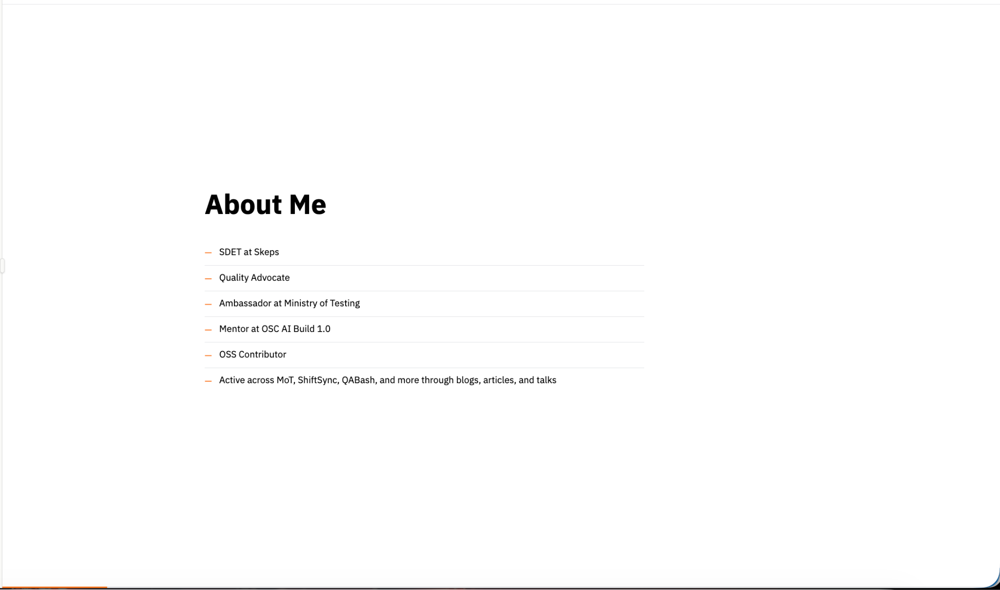 About Me
— SDET at Skeps
— Quality Advocate
— Ambassador at Ministry of Testing
— Mentor at OSC AI Build 1.0
— OSS Contributor
— Active across MoT, ShiftSync, QABash, and more through blogs, articles, and talks